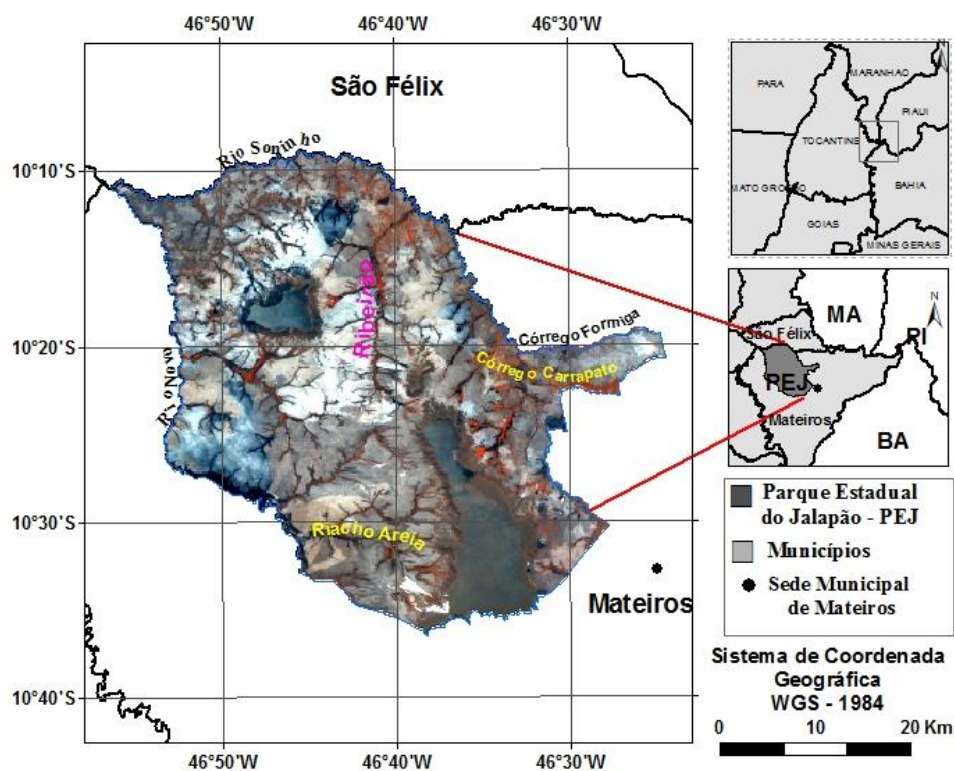 46°50'W
46°40'W
46°30'W
São Félix
Rio Soninho
10°10'S
10°20'S
10°30'S
10°40'S
Ribeirão
Rio Novo
Córrego Formiga
Córrego Carrapato
Riacho Areia
Mateiros
46°50'W
46°40'W
46°30'W
PARA
MARANHAO
PIAUI
TOCANTINS
MATO GROSSO
BAHIA
GOIAS
MINAS GERAIS
N
São Félix
MA
PI
PEJ
Mateiros
BA
Parque Estadual
do Jalapão - PEJ
Municípios
Sede Municipal
de Mateiros
Sistema de Coordenada
Geográfica
WGS - 1984
0 10 20 Km